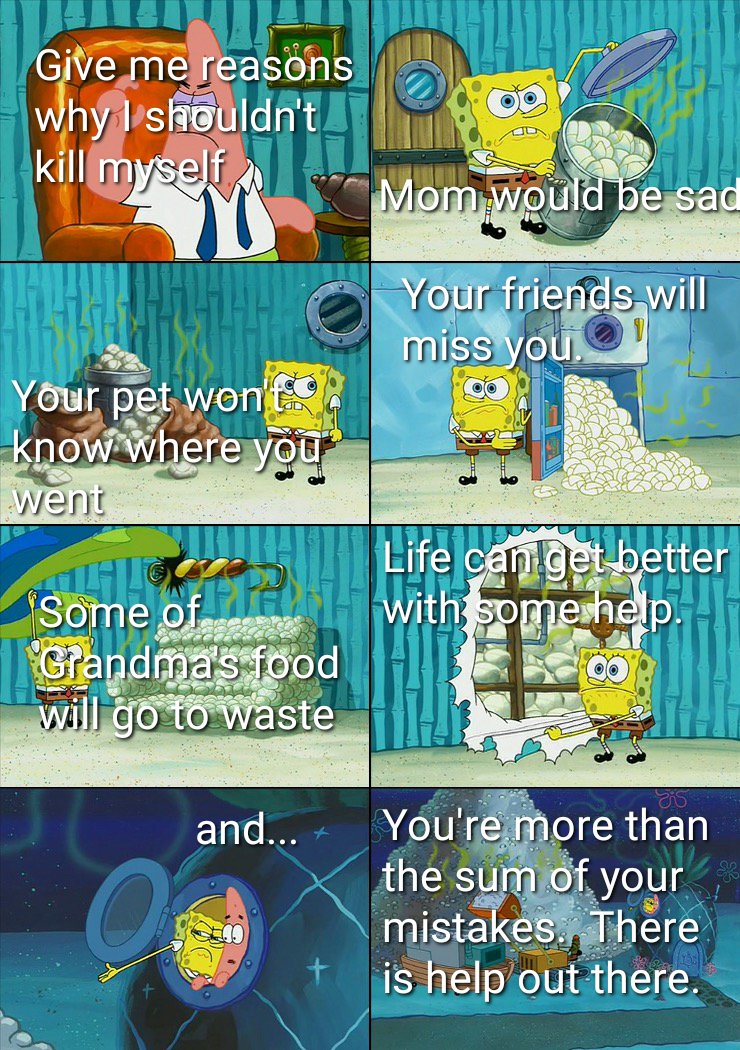 Give me reasons
why I shouldn't
kill myself
Mom would be sad
Your pet won't
know where you
went
Your friends will
miss you.
Some of
Grandma's food
will go to waste
Life can get better
with some help.
and...
You're more than
the sum of your
mistakes. There
is help out there.